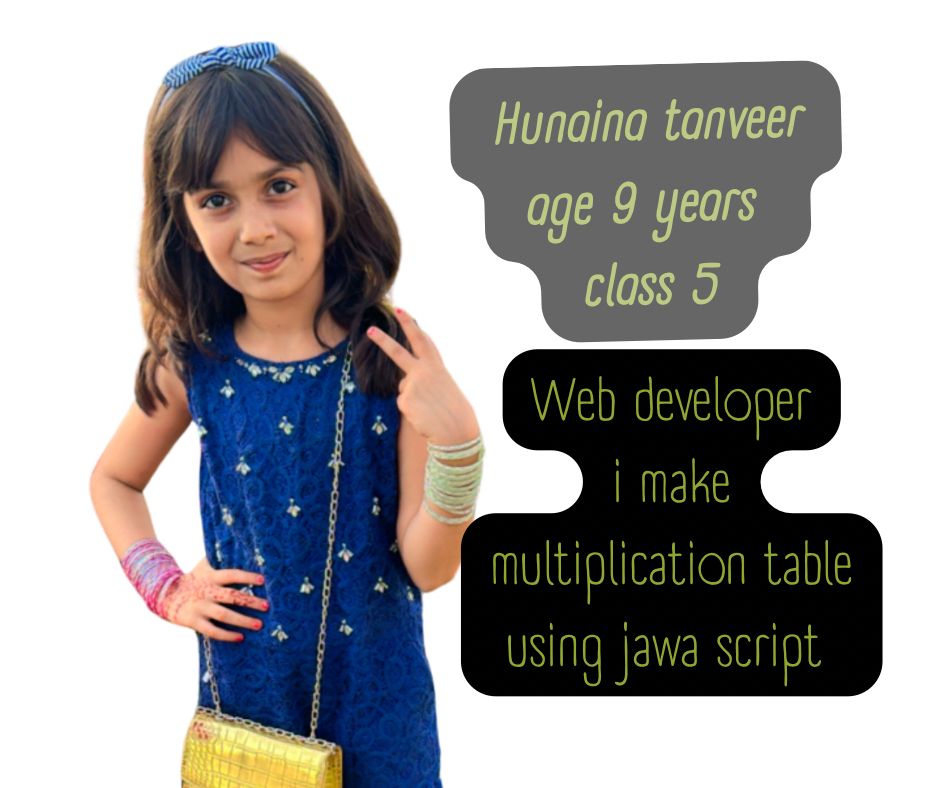 Hunaina tanveer
age 9 years
class 5
Web developer
i make
multiplication table
using jawa script